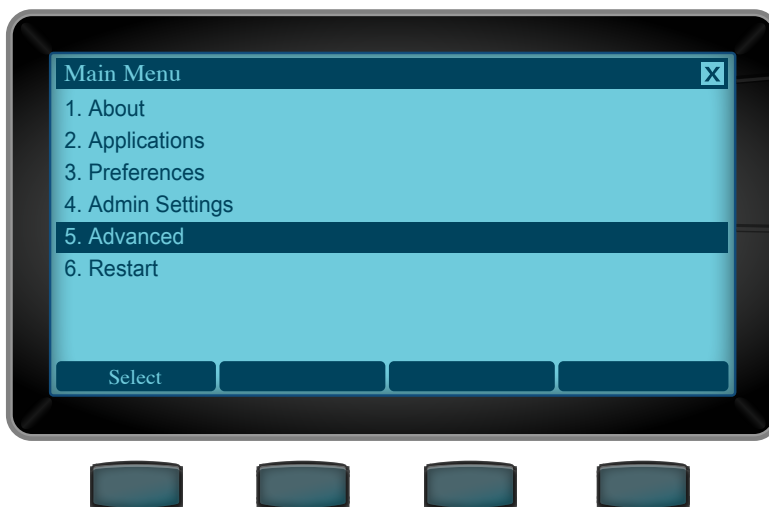 Main Menu X
1. About
2. Applications
3. Preferences
4. Admin Settings
5. Advanced
6. Restart
Select